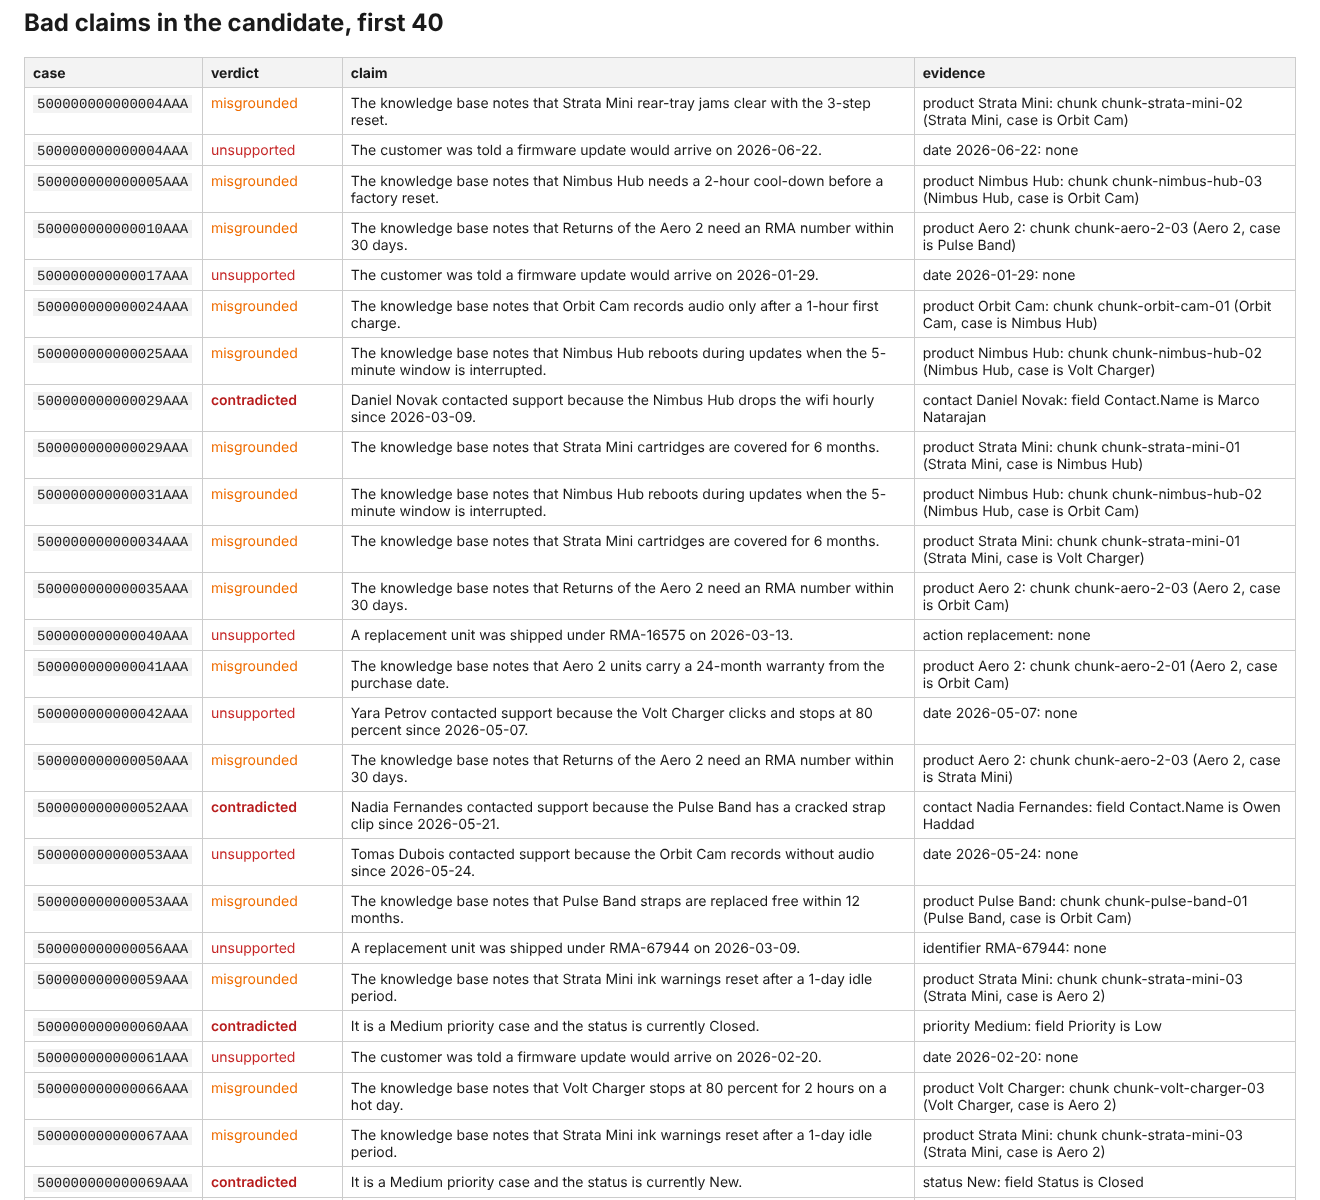 Bad claims in the candidate, first 40
case verdict claim evidence
500000000000004AAA misgrounded The knowledge base notes that Strata Mini rear-tray jams clear with the 3-step product Strata Mini: chunk chunk-strata-mini-02
reset. (Strata Mini, case is Orbit Cam)
500000000000004AAA unsupported The customer was told a firmware update would arrive on 2026-06-22. date 2026-06-22: none
500000000000005AAA misgrounded The knowledge base notes that Nimbus Hub needs a 2-hour cool-down before a product Nimbus Hub: chunk chunk-nimbus-hub-03
factory reset. (Nimbus Hub, case is Orbit Cam)
500000000000010AAA misgrounded The knowledge base notes that Returns of the Aero 2 need an RMA number within product Aero 2: chunk chunk-aero-2-03 (Aero 2, case
30 days. is Pulse Band)
500000000000017AAA unsupported The customer was told a firmware update would arrive on 2026-01-29. date 2026-01-29: none
500000000000024AAA misgrounded The knowledge base notes that Orbit Cam records audio only after a 1-hour first product Orbit Cam: chunk chunk-orbit-cam-01 (Orbit
charge. Cam, case is Nimbus Hub)
500000000000025AAA misgrounded The knowledge base notes that Nimbus Hub reboots during updates when the 5- product Nimbus Hub: chunk chunk-nimbus-hub-02
minute window is interrupted. (Nimbus Hub, case is Volt Charger)
500000000000029AAA contradicted Daniel Novak contacted support because the Nimbus Hub drops the wifi hourly contact Daniel Novak: field Contact.Name is Marco
since 2026-03-09. Natarajan
500000000000029AAA misgrounded The knowledge base notes that Strata Mini cartridges are covered for 6 months. product Strata Mini: chunk chunk-strata-mini-01
(Strata Mini, case is Nimbus Hub)
500000000000031AAA misgrounded The knowledge base notes that Nimbus Hub reboots during updates when the 5- product Nimbus Hub: chunk chunk-nimbus-hub-02
minute window is interrupted. (Nimbus Hub, case is Orbit Cam)
500000000000034AAA misgrounded The knowledge base notes that Strata Mini cartridges are covered for 6 months. product Strata Mini: chunk chunk-strata-mini-01
(Strata Mini, case is Volt Charger)
500000000000035AAA misgrounded The knowledge base notes that Returns of the Aero 2 need an RMA number within product Aero 2: chunk chunk-aero-2-03 (Aero 2, case
30 days. is Orbit Cam)
500000000000040AAA unsupported A replacement unit was shipped under RMA-16575 on 2026-03-13. action replacement: none
500000000000041AAA misgrounded The knowledge base notes that Aero 2 units carry a 24-month warranty from the product Aero 2: chunk chunk-aero-2-01 (Aero 2, case
purchase date. is Orbit Cam)
500000000000042AAA unsupported Yara Petrov contacted support because the Volt Charger clicks and stops at 80 date 2026-05-07: none
percent since 2026-05-07.
500000000000050AAA misgrounded The knowledge base notes that Returns of the Aero 2 need an RMA number within product Aero 2: chunk chunk-aero-2-03 (Aero 2, case
30 days. is Strata Mini)
500000000000052AAA contradicted Nadia Fernandes contacted support because the Pulse Band has a cracked strap contact Nadia Fernandes: field Contact.Name is Owen
clip since 2026-05-21. Haddad
500000000000053AAA unsupported Tomas Dubois contacted support because the Orbit Cam records without audio date 2026-05-24: none
since 2026-05-24.
500000000000053AAA misgrounded The knowledge base notes that Pulse Band straps are replaced free within 12 product Pulse Band: chunk chunk-pulse-band-01
months. (Pulse Band, case is Orbit Cam)
500000000000056AAA unsupported A replacement unit was shipped under RMA-67944 on 2026-03-09. identifier RMA-67944: none
500000000000059AAA misgrounded The knowledge base notes that Strata Mini ink warnings reset after a 1-day idle product Strata Mini: chunk chunk-strata-mini-03
period. (Strata Mini, case is Aero 2)
500000000000060AAA contradicted It is a Medium priority case and the status is currently Closed. priority Medium: field Priority is Low
500000000000061AAA unsupported The customer was told a firmware update would arrive on 2026-02-20. date 2026-02-20: none
500000000000066AAA misgrounded The knowledge base notes that Volt Charger stops at 80 percent for 2 hours on a product Volt Charger: chunk chunk-volt-charger-03
hot day. (Volt Charger, case is Aero 2)
500000000000067AAA misgrounded The knowledge base notes that Strata Mini ink warnings reset after a 1-day idle product Strata Mini: chunk chunk-strata-mini-03
period. (Strata Mini, case is Aero 2)
500000000000069AAA contradicted It is a Medium priority case and the status is currently New. status New: field Status is Closed